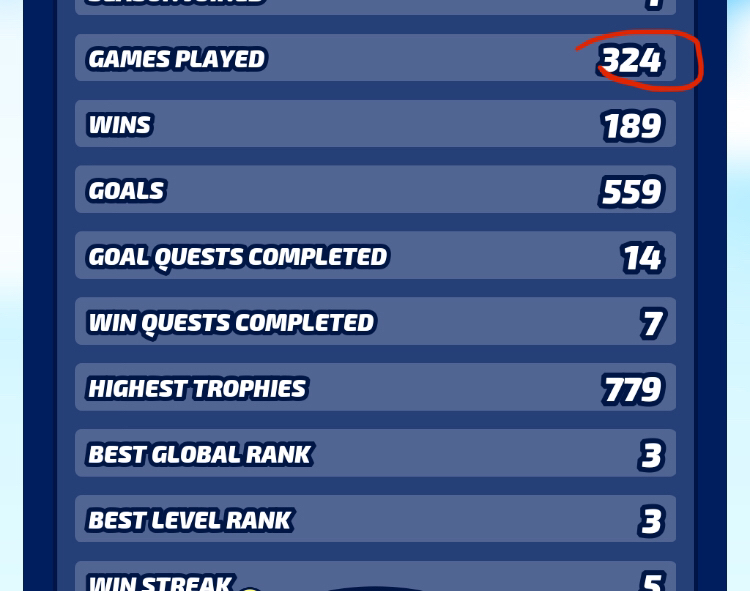 GAMES PLAYED 324
WINS 189
GOALS 559
GOAL QUESTS COMPLETED 14
WIN QUESTS COMPLETED 7
HIGHEST TROPHIES 779
BEST GLOBAL RANK 3
BEST LEVEL RANK 3
WIN STREAK 5